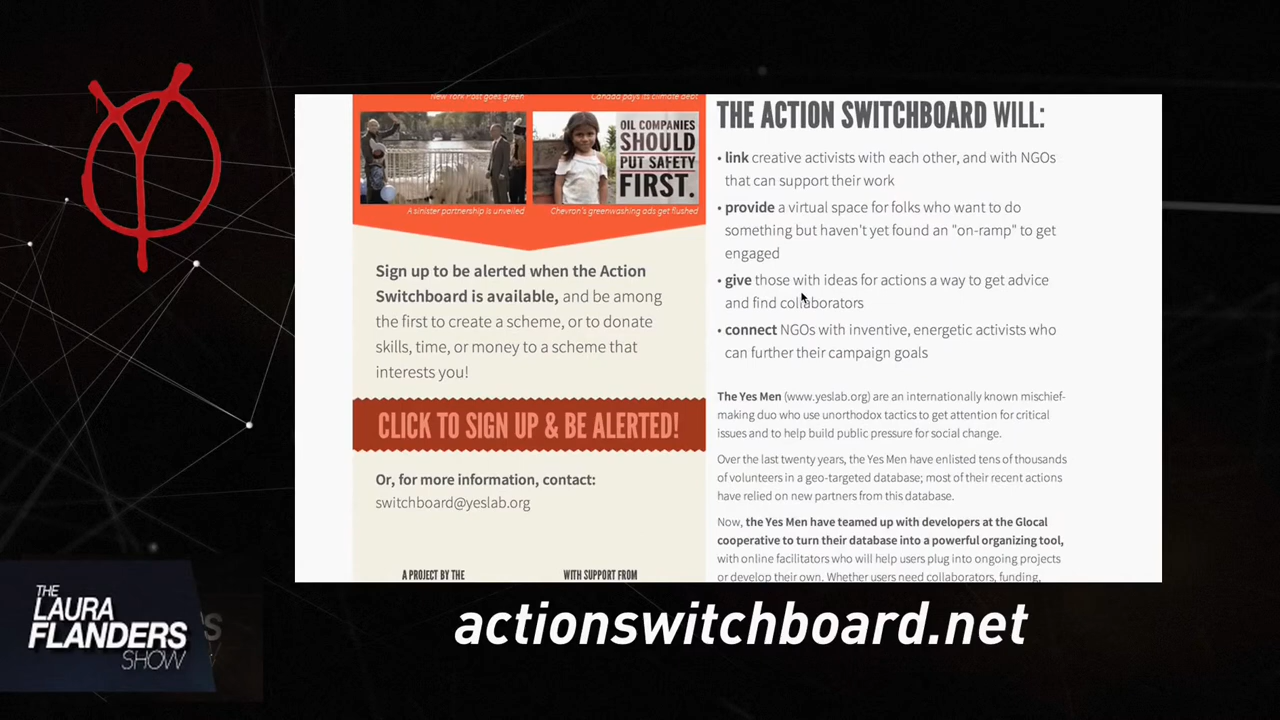 New York Post goes green
Canada pays its climate debt
OIL COMPANIES
SHOULD
PUT SAFETY
FIRST.
A sinister partnership is unveiled
Chevron's greenwashing ads get flushed
Sign up to be alerted when the Action
Switchboard is available, and be among
the first to create a scheme, or to donate
skills, time, or money to a scheme that
interests you!
CLICK TO SIGN UP & BE ALERTED!
Or, for more information, contact:
switchboard@yeslab.org
A PROJECT BY THE
WITH SUPPORT FROM
THE ACTION SWITCHBOARD WILL:
• link creative activists with each other, and with NGOs
that can support their work
• provide a virtual space for folks who want to do
something but haven't yet found an "on-ramp" to get
engaged
• give those with ideas for actions a way to get advice
and find collaborators
• connect NGOs with inventive, energetic activists who
can further their campaign goals
The Yes Men (www.yeslab.org) are an internationally known mischief-
making duo who use unorthodox tactics to get attention for critical
issues and to help build public pressure for social change.
Over the last twenty years, the Yes Men have enlisted tens of thousands
of volunteers in a geo-targeted database; most of their recent actions
have relied on new partners from this database.
Now, the Yes Men have teamed up with developers at the Glocal
cooperative to turn their database into a powerful organizing tool,
with online facilitators who will help users plug into ongoing projects
or develop their own. Whether users need collaborators, funding,
THE
LAURA
FLANDERS
SHOW
actionswitchboard.net